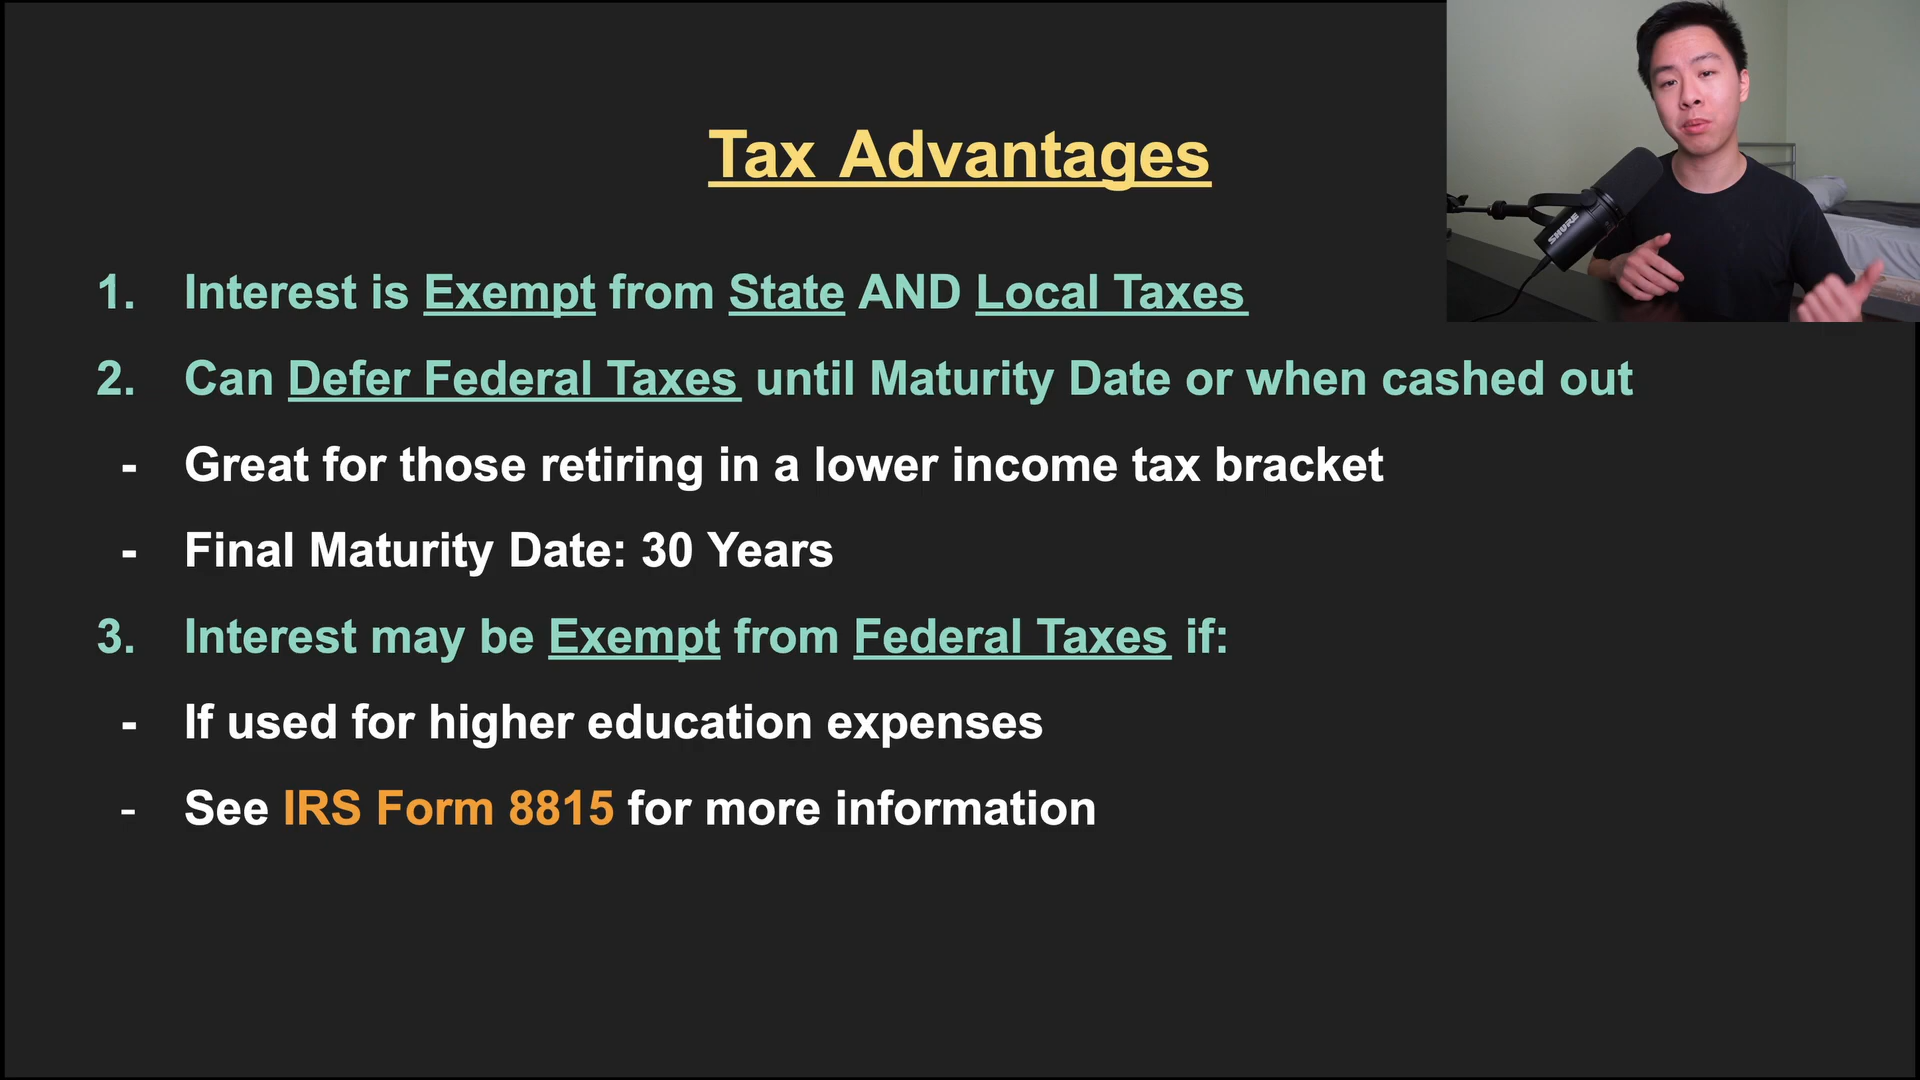 Tax Advantages
1. Interest is Exempt from State AND Local Taxes
2. Can Defer Federal Taxes until Maturity Date or when cashed out
- Great for those retiring in a lower income tax bracket
- Final Maturity Date: 30 Years
3. Interest may be Exempt from Federal Taxes if:
- If used for higher education expenses
- See IRS Form 8815 for more information
SHURE